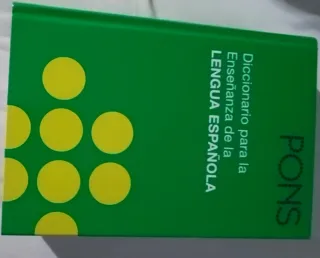 PONS
Diccionario para la
Enseñanza de la
LENGUA ESPAÑOLA